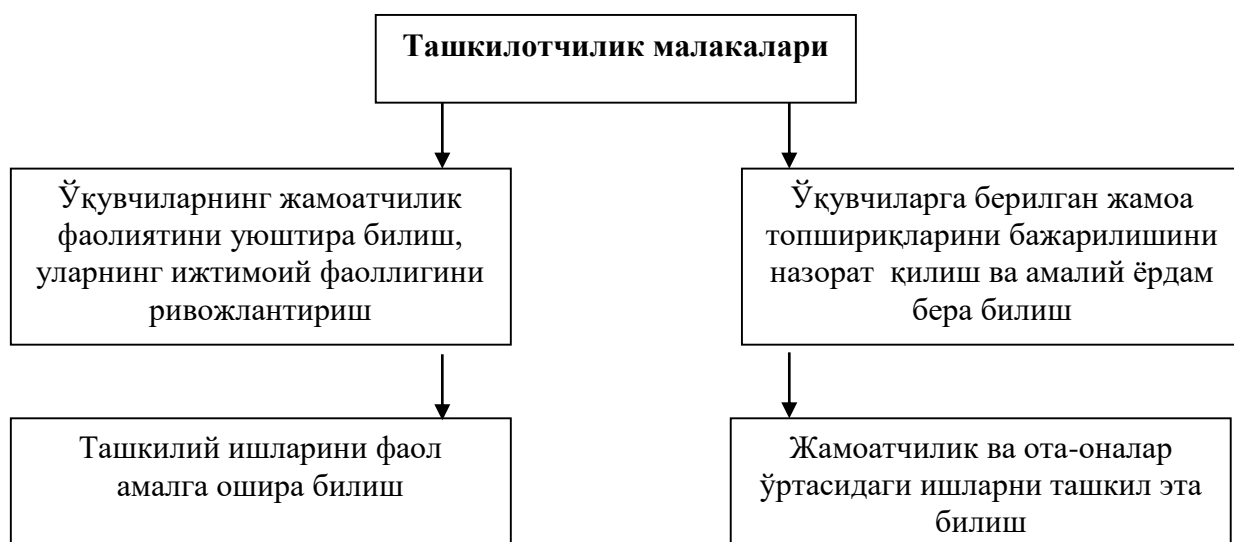 Ташкилотчилик малакалари
Ўқувчиларнинг жамоатчилик
фаолиятини уюштира билиш,
уларнинг ижтимоий фаоллигини
ривожлантириш
Ўқувчиларга берилган жамоа
топшириқларини бажарилишини
назорат қилиш ва амалий ёрдам
бера билиш
Ташкилий ишларини фаол
амалга ошира билиш
Жамоатчилик ва ота-оналар
ўртасидаги ишларни ташкил эта
билиш